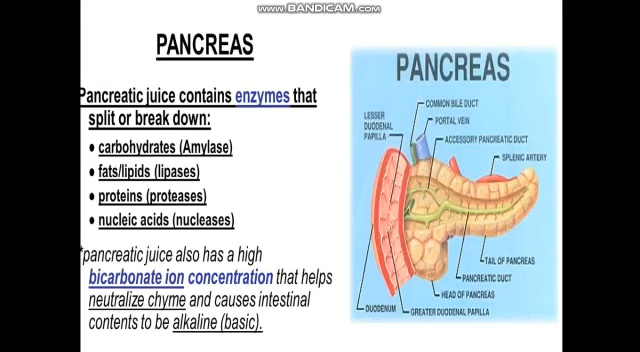 www.BANDICAM.com
PANCREAS
Pancreatic juice contains enzymes that
split or break down:
• carbohydrates (Amylase)
• fats/lipids (lipases)
• proteins (proteases)
• nucleic acids (nucleases)
*pancreatic juice also has a high
bicarbonate ion concentration that helps
neutralize chyme and causes intestinal
contents to be alkaline (basic).
PANCREAS
COMMON BILE DUCT
LESSER
DUODENAL
PAPILLA
PORTAL VEIN
ACCESSORY PANCREATIC DUCT
SPLENIC ARTERY
TAIL OF PANCREAS
PANCREATIC DUCT
HEAD OF PANCREAS
DUODENUM
GREATER DUODENAL PAPILLA